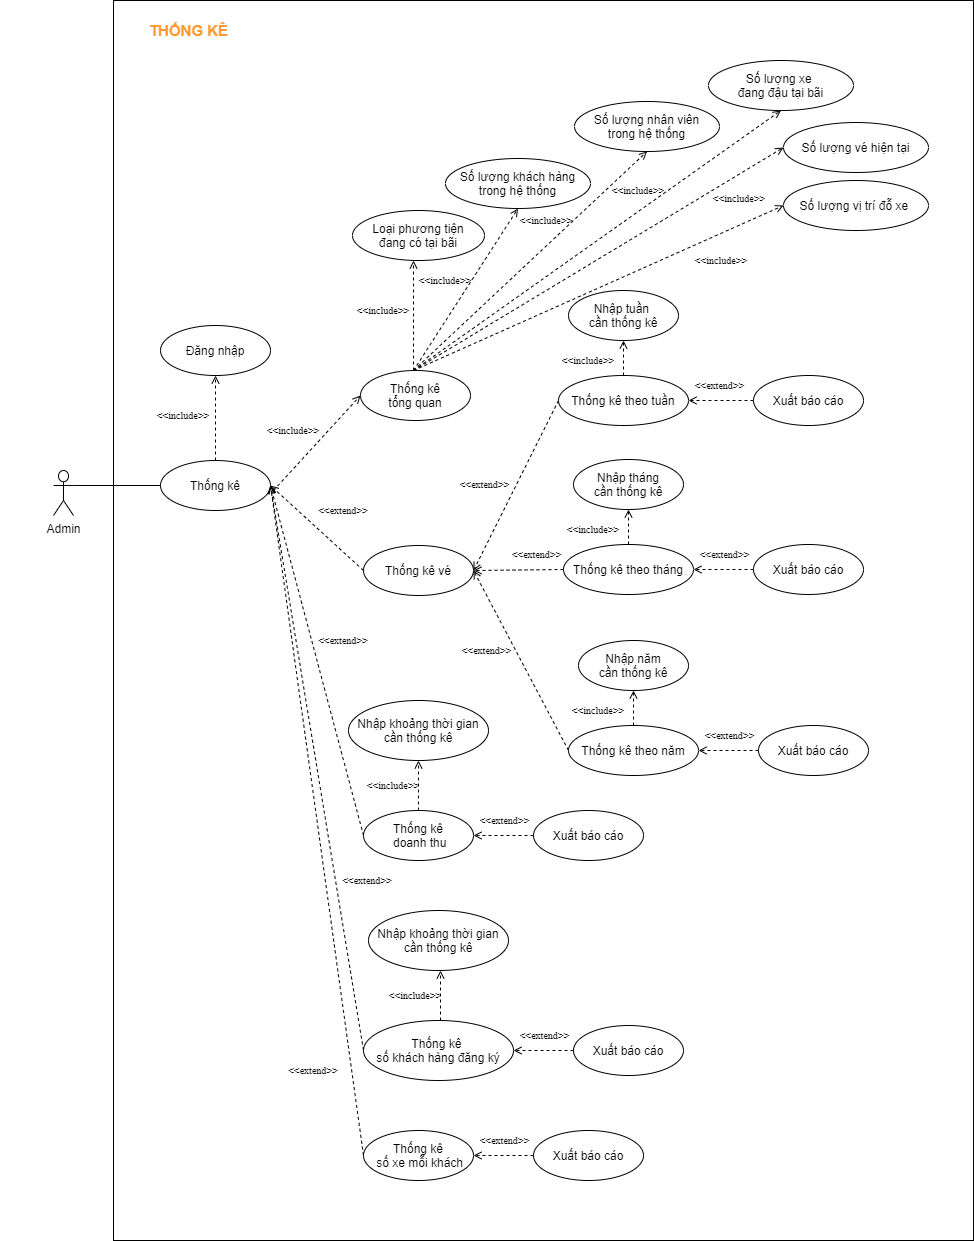 THỐNG KÊ
Số lượng xe
đang đậu tại bãi
Số lượng nhân viên
trong hệ thống
Số lượng vé hiện tại
Số lượng khách hàng
trong hệ thống
<<include>>
<<include>>
Số lượng vị trí đỗ xe
Loại phương tiện
đang có tại bãi
<<include>>
<<include>>
<<include>>
<<include>>
Nhập tuần
cần thống kê
Đăng nhập
<<include>>
Thống kê
tổng quan
<<extend>>
Thống kê theo tuần
Xuất báo cáo
<<include>>
<<include>>
Nhập tháng
cần thống kê
Thống kê
<<extend>>
Admin
<<extend>>
<<include>>
<<extend>>
<<extend>>
Thống kê vé
Thống kê theo tháng
Xuất báo cáo
<<extend>>
<<extend>>
Nhập năm
cần thống kê
<<include>>
Nhập khoảng thời gian
cần thống kê
<<extend>>
Thống kê theo năm
Xuất báo cáo
<<include>>
<<extend>>
Thống kê
doanh thu
Xuất báo cáo
<<extend>>
Nhập khoảng thời gian
cần thống kê
<<include>>
<<extend>>
Thống kê
số khách hàng đăng ký
Xuất báo cáo
<<extend>>
<<extend>>
Thống kê
số xe mỗi khách
Xuất báo cáo